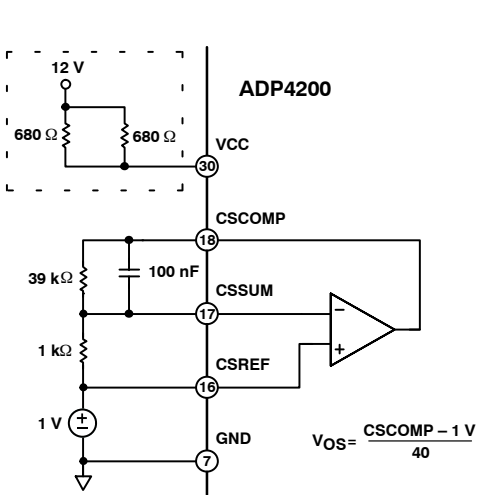 12 V
ADP4200
680 Ω
680 Ω
VCC
30
CSCOMP
18
39 kΩ
100 nF
CSSUM
17
1 kΩ
CSREF
16
1 V
GND
7
VOS= CSCOMP – 1 V
40